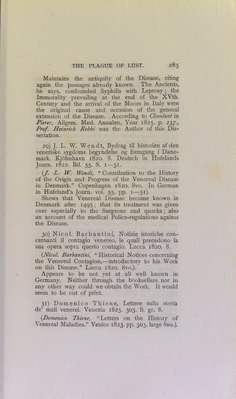 THE PLAGUE OF LUST. 285
Maintains the antiquity of the Disease, citing
again the passages already known. The Ancients,
he says, confounded Syphilis with Leprosy; the
Immorality prevailing at the end of the XVth.
Century and the arrival of the Moors in Italy were
the original cause and occasion of the general
extension of the Disease. According to Choulant in
Pierer, Allgem. Med. Annalen, Year 1825. p. 237.,
Prof. Heinrich Robbi was the Author of this Dis-
sertation.
29) J. L. W. Wendt, Bydrag til historien af den
veneriske sygdoms begyndelse og fremgang i Dane-
mark. Kjöbnhavn 1820. 8. Deutsch in Hufelands
Journ. 1822. Bd. 55. S. 1—51.
(J. L. W. Wendt, "Contribution to the History
of the Origin and Progress of the Venereal Disease
in Denmark." Copenhagen 1820. 8vo. In German
in Hufeland's Journ. vol. 55. pp. 1—51).
Shows that Venereal Disease became known in
Denmark after 1495; that its treatment was given
over especially to the Surgeons and quacks; also
an account of the medical Police-regulations against
the Disease.
30) Nicol. Barbantini, Notizie istoriche con-
cernanti il contagio venereo, le quali precedono la
sua opera sopra questo contagio. Lucca 1820. 8.
(Nicol. Barbantini, "Historical Notices concerning
the Venereal Contagion,—introductory to his Work
on this Disease." Lucca 1820. 8vo.).
Appears to be not yet at all well known in
Germany. Neither through the booksellers nor in
any other way could we obtain the Work. It would
seem to be out of print.
31) Domenico Thiene, Lettere sulla storia
de' mali venerei. Venezia 1823. 303. S. gr. 8.
(Domenico Thiene, "Letters on the History of
Venereal Maladies." Venice 1823. pp. 303. large 8vo.).